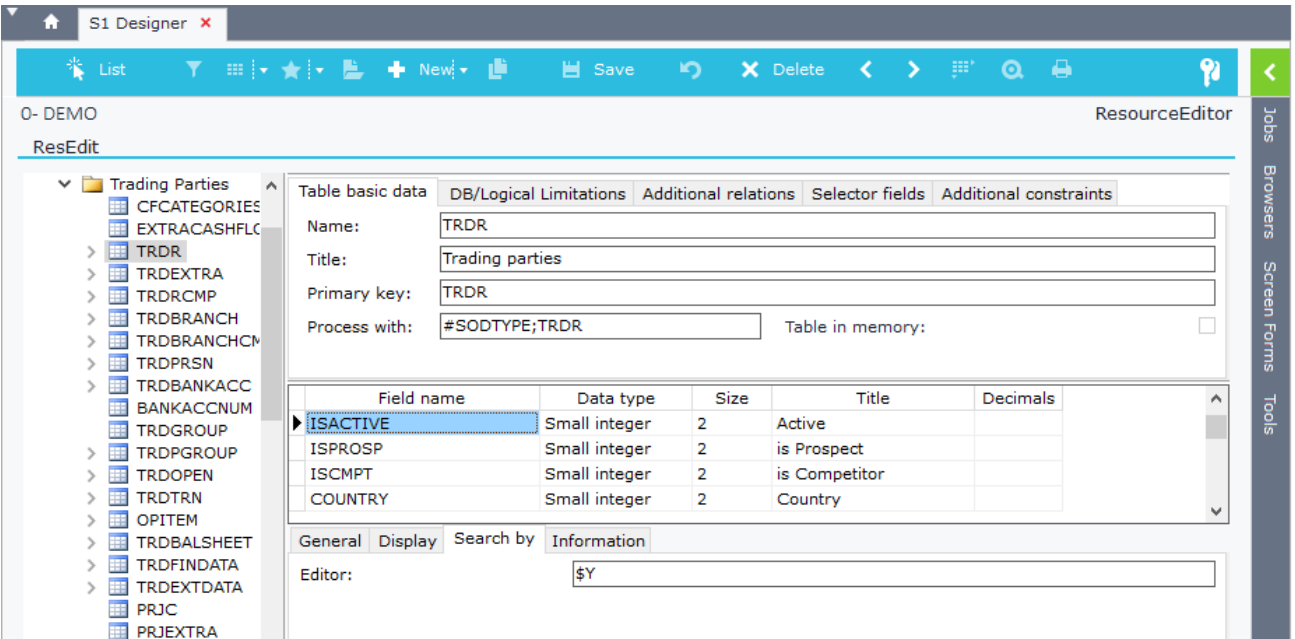 S1 Designer
List New Save Delete
0- DEMO ResourceEditor
ResEdit
Jobs
Browsers
Screen Forms
Tools
Trading Parties
CFCATEGORIES
EXTRACASHFLC
TRDR
TRDEXTRA
TRDRCMP
TRDBRANCH
TRDBRANCHCM
TRDPRSN
TRDBANKACC
BANKACCNUM
TRDGROUP
TRDPGROUP
TRDOPEN
TRDTRN
OPITEM
TRDBALSHEET
TRDFINDATA
TRDEXTDATA
PRJC
PRJEXTRA
Table basic data DB/Logical Limitations Additional relations Selector fields Additional constraints
Name: TRDR
Title: Trading parties
Primary key: TRDR
Process with: #SODTYPE;TRDR Table in memory:
Field name Data type Size Title Decimals
ISACTIVE Small integer 2 Active
ISPROSP Small integer 2 is Prospect
ISCMPT Small integer 2 is Competitor
COUNTRY Small integer 2 Country
General Display Search by Information
Editor: $Y